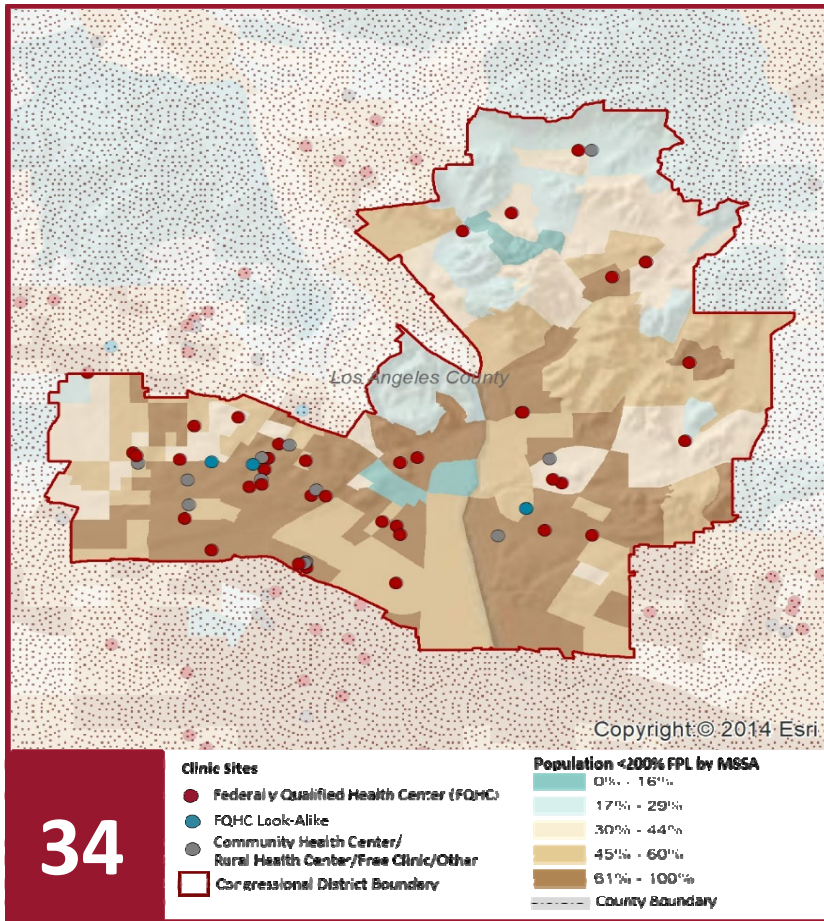 Los Angeles County
Copyright:© 2014 Esri
34
Clinic Sites
Federally Qualified Health Center (FQHC)
FQHC Look-Alike
Community Health Center/
Rural Health Center/Free Clinic/Other
Congressional District Boundary
Population <200% FPL by MSSA
0% - 16%
17% - 29%
30% - 44%
45% - 60%
61% - 100%
County Boundary